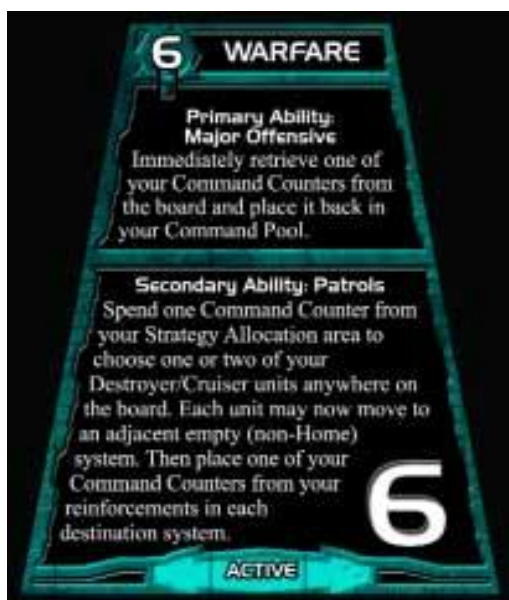 6 WARFARE
Primary Ability:
Major Offensive
Immediately retrieve one of
your Command Counters from
the board and place it back in
your Command Pool.
Secondary Ability: Patrols
Spend one Command Counter from
your Strategy Allocation area to
choose one or two of your
Destroyer/Cruiser units anywhere on
the board. Each unit may now move to
an adjacent empty (non-Home)
system. Then place one of your
Command Counters from your
reinforcements in each
destination system.
6
ACTIVE